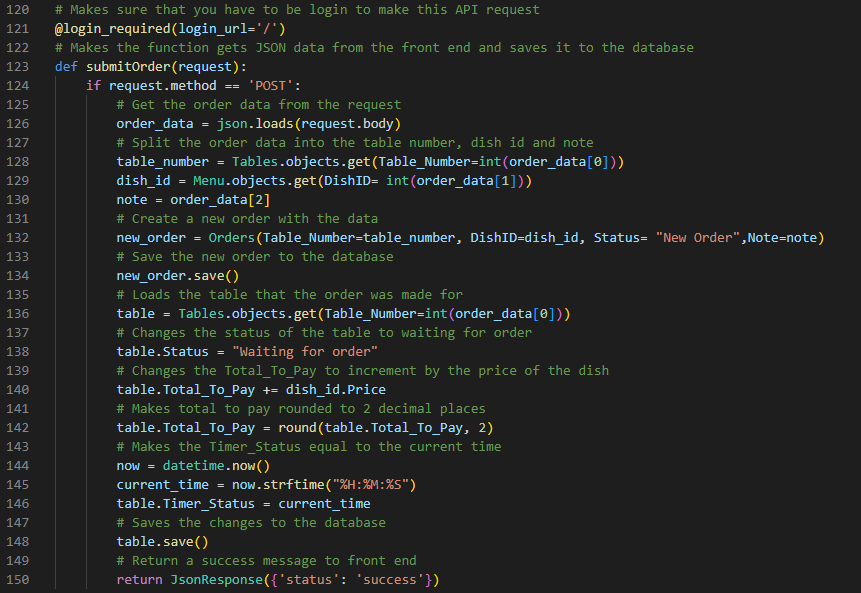 120 # Makes sure that you have to be login to make this API request
121 @login_required(login_url='/')
122 # Makes the function gets JSON data from the front end and saves it to the database
123 def submitOrder(request):
124 if request.method == 'POST':
125 # Get the order data from the request
126 order_data = json.loads(request.body)
127 # Split the order data into the table number, dish id and note
128 table_number = Tables.objects.get(Table_Number=int(order_data[0]))
129 dish_id = Menu.objects.get(DishID= int(order_data[1]))
130 note = order_data[2]
131 # Create a new order with the data
132 new_order = Orders(Table_Number=table_number, DishID=dish_id, Status= "New Order",Note=note)
133 # Save the new order to the database
134 new_order.save()
135 # Loads the table that the order was made for
136 table = Tables.objects.get(Table_Number=int(order_data[0]))
137 # Changes the status of the table to waiting for order
138 table.Status = "Waiting for order"
139 # Changes the Total_To_Pay to increment by the price of the dish
140 table.Total_To_Pay += dish_id.Price
141 # Makes total to pay rounded to 2 decimal places
142 table.Total_To_Pay = round(table.Total_To_Pay, 2)
143 # Makes the Timer_Status equal to the current time
144 now = datetime.now()
145 current_time = now.strftime("%H:%M:%S")
146 table.Timer_Status = current_time
147 # Saves the changes to the database
148 table.save()
149 # Return a success message to front end
150 return JsonResponse({'status': 'success'})